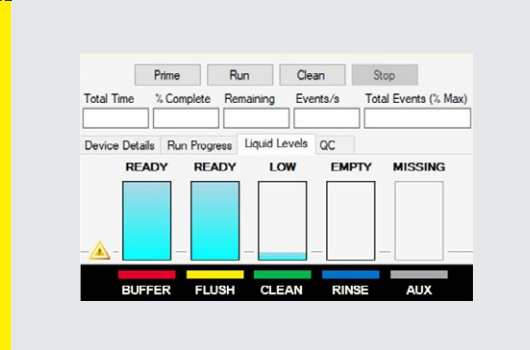 Prime Run Clean Stop
Total Time % Complete Remaining Events/s Total Events (% Max)
Device Details Run Progress Liquid Levels QC
READY READY LOW EMPTY MISSING
BUFFER FLUSH CLEAN RINSE AUX